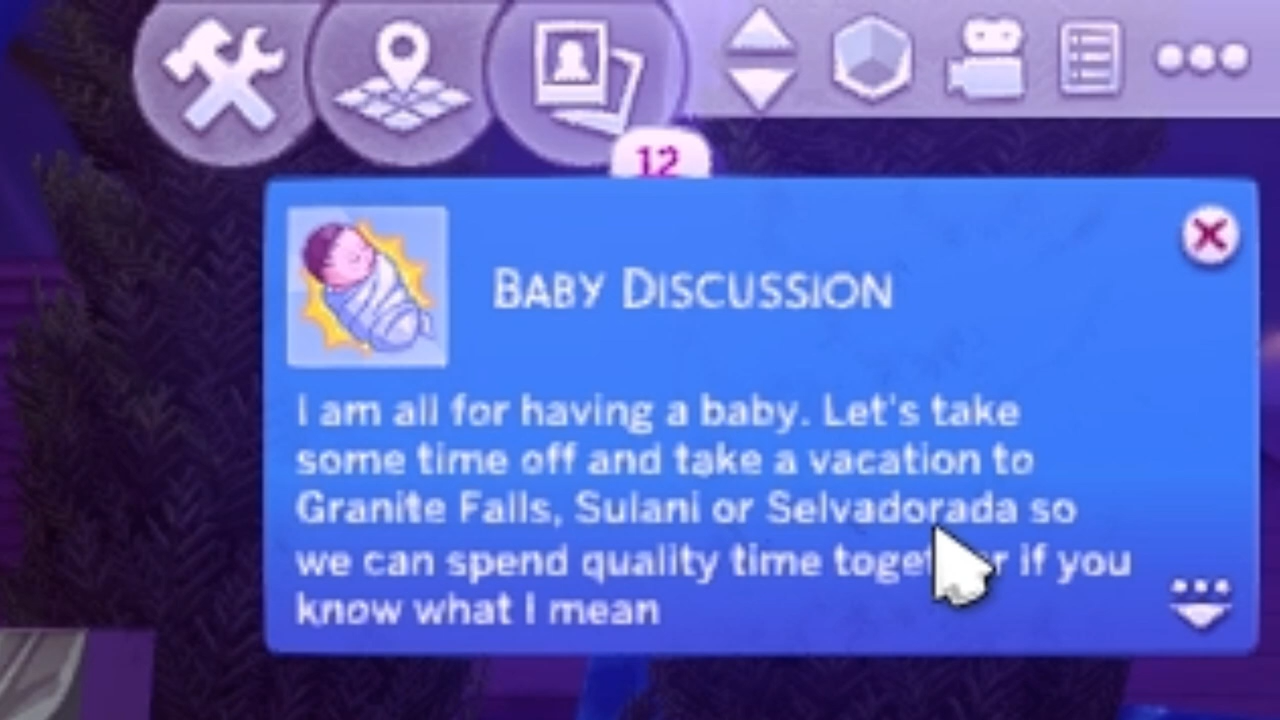 12
BABY DISCUSSION
I am all for having a baby. Let's take
some time off and take a vacation to
Granite Falls, Sulani or Selvadorada so
we can spend quality time if you
know what I mean